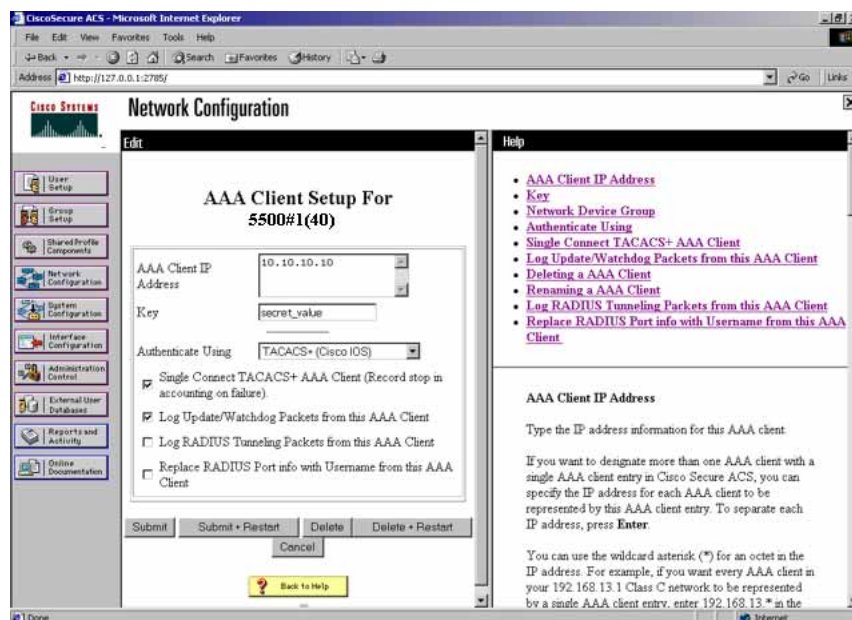 CiscoSecure ACS - Microsoft Internet Explorer
File Edit View Favorites Tools Help
Back Search Favorites History
Address http://127.0.0.1:2785/ Go Links
CISCO SYSTEMS
Network Configuration
User Setup
Group Setup
Shared Profile Components
Network Configuration
System Configuration
Interface Configuration
Administration Control
External User Databases
Reports and Activity
Online Documentation
Edit
AAA Client Setup For
5500#1(40)
AAA Client IP Address 10.10.10.10
Key secret_value
Authenticate Using TACACS+ (Cisco IOS)
Single Connect TACACS+ AAA Client (Record stop in
accounting on failure).
Log Update/Watchdog Packets from this AAA Client
Log RADIUS Tunneling Packets from this AAA Client
Replace RADIUS Port info with Username from this AAA
Client
Submit Submit + Restart Delete Delete + Restart
Cancel
Back to Help
Help
AAA Client IP Address
Key
Network Device Group
Authenticate Using
Single Connect TACACS+ AAA Client
Log Update/Watchdog Packets from this AAA Client
Deleting a AAA Client
Renaming a AAA Client
Log RADIUS Tunneling Packets from this AAA Client
Replace RADIUS Port info with Username from this AAA
Client
AAA Client IP Address
Type the IP address information for this AAA client
If you want to designate more than one AAA client with a
single AAA client entry in Cisco Secure ACS, you can
specify the IP address for each AAA client to be
represented by this AAA client entry. To separate each
IP address, press Enter.
You can use the wildcard asterisk (*) for an octet in the
IP address. For example, if you want every AAA client in
your 192.168.13.1 Class C network to be represented
by a single AAA client entry, enter 192.168.13.* in the
Done Internet